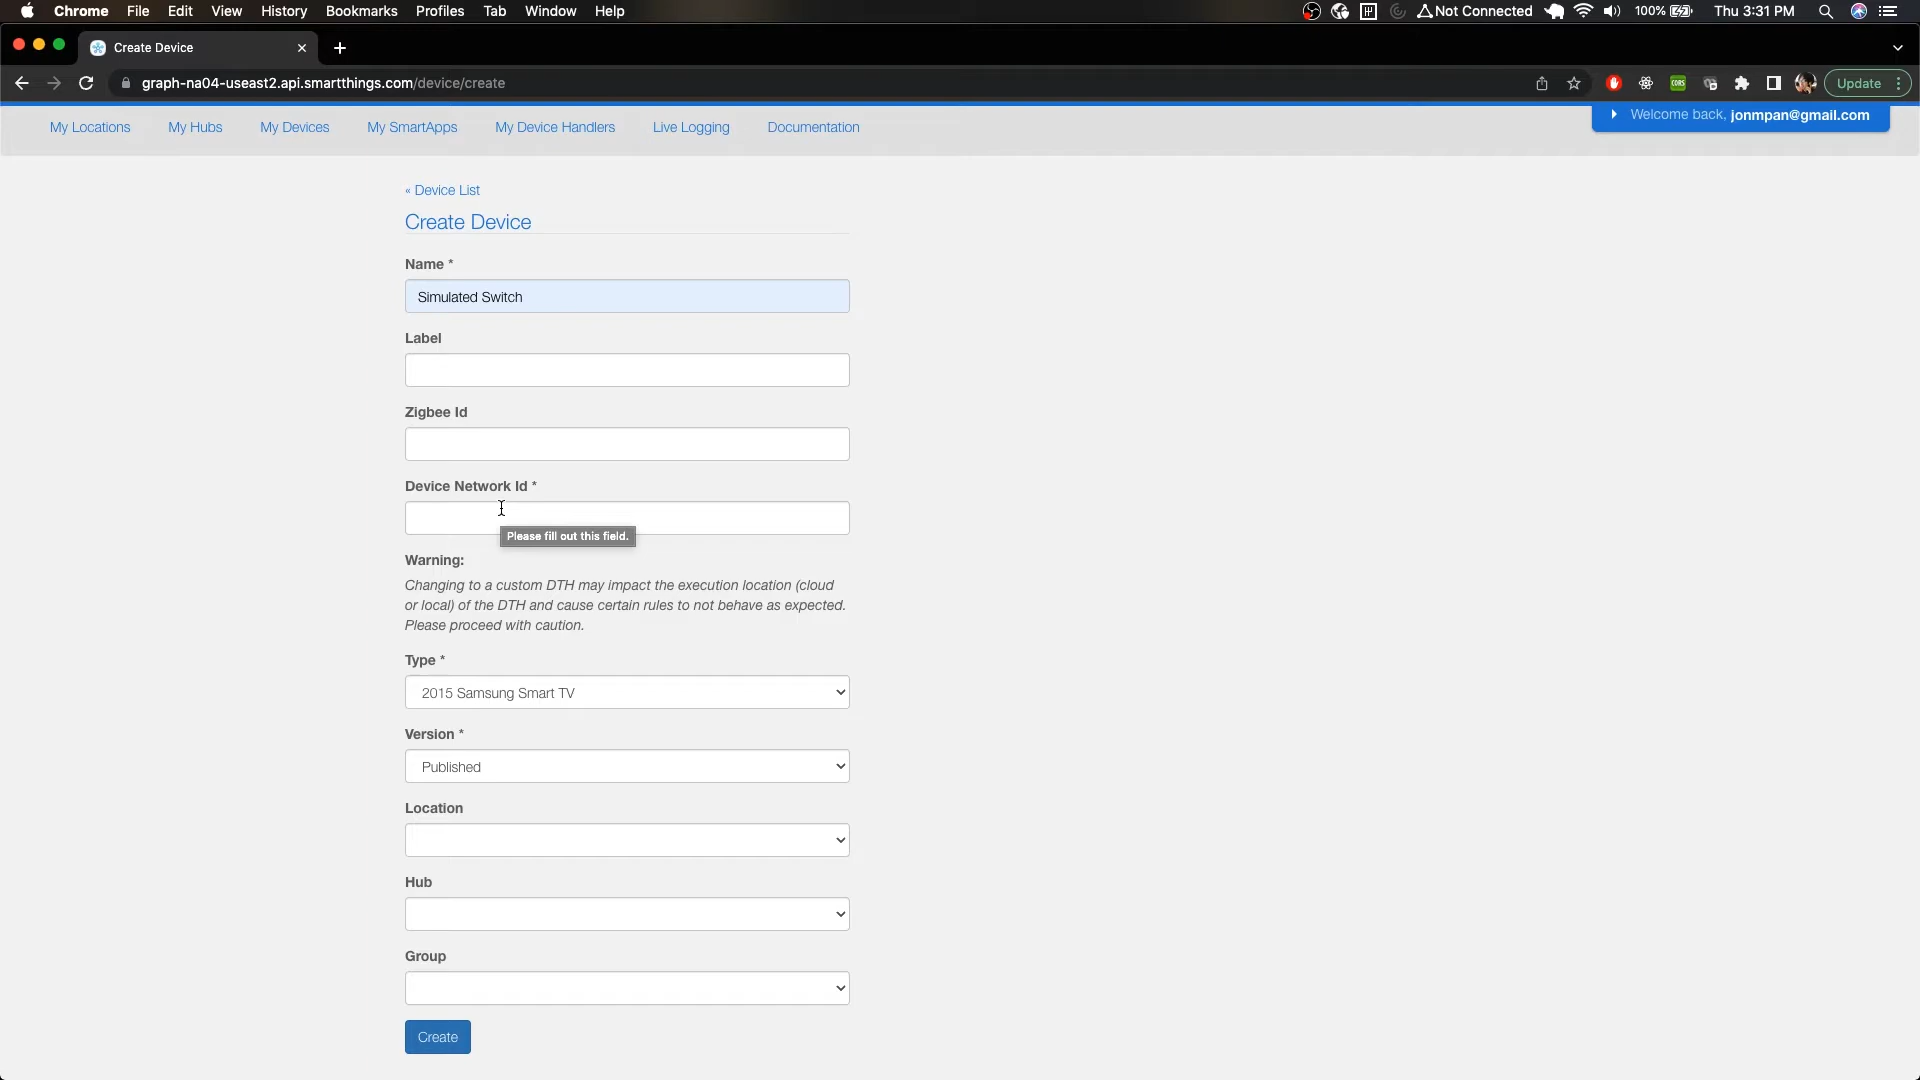 Chrome File Edit View History Bookmarks Profiles Tab Window Help
Not Connected 100% Thu 3:31 PM
Create Device
graph-na04-useast2.api.smartthings.com/device/create
CORS
Update
My Locations My Hubs My Devices My SmartApps My Device Handlers Live Logging Documentation
Welcome back, jonmpan@gmail.com
« Device List
Create Device
Name *
Simulated Switch
Label
Zigbee Id
Device Network Id *
Please fill out this field.
Warning:
Changing to a custom DTH may impact the execution location (cloud
or local) of the DTH and cause certain rules to not behave as expected.
Please proceed with caution.
Type *
2015 Samsung Smart TV
Version *
Published
Location
Hub
Group
Create